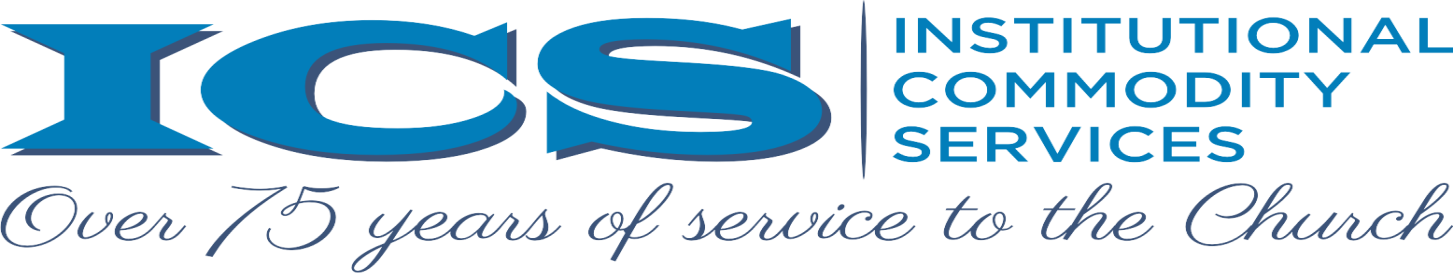 ICS
INSTITUTIONAL
COMMODITY
SERVICES
Over 75 years of service to the Church